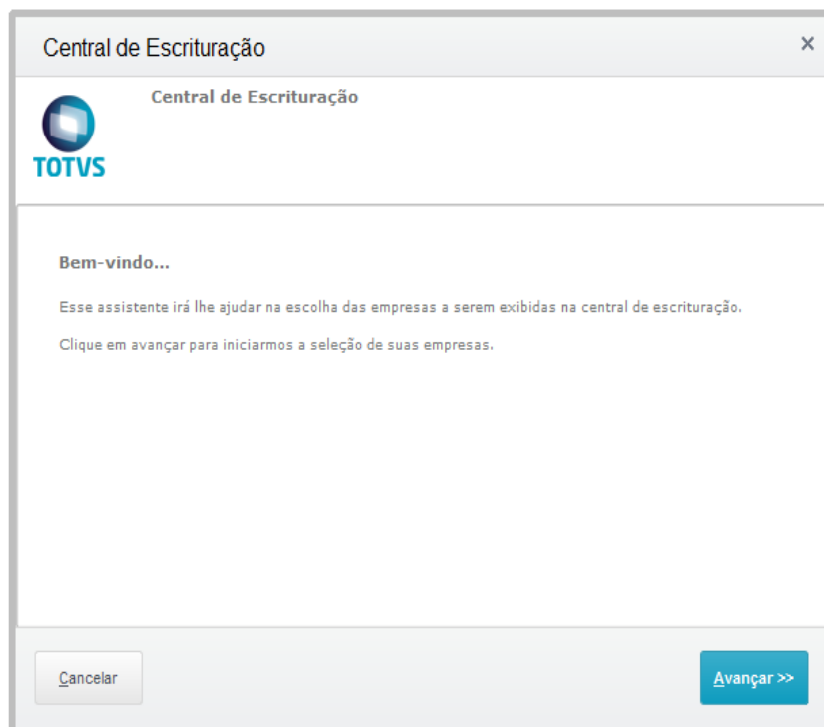 Central de Escrituração
×
Central de Escrituração
TOTVS
Bem-vindo...
Esse assistente irá lhe ajudar na escolha das empresas a serem exibidas na central de escrituração.
Clique em avançar para iniciarmos a seleção de suas empresas.
Cancelar
Avançar >>